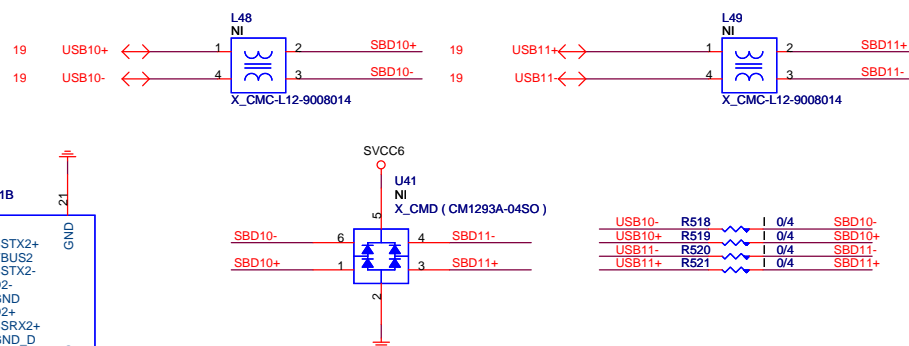 L48
NI
19 USB10+ 1 2 SBD10+
19 USB10- 4 3 SBD10-
X_CMC-L12-9008014
L49
NI
19 USB11+ 1 2 SBD11+
19 USB11- 4 3 SBD11-
X_CMC-L12-9008014
1B
21
GND
STX2+
BUS2
STX2-
2-
GND
2+
SRX2+
GND_D
SVCC6
U41
NI
X_CMD ( CM1293A-04SO )
5
SBD10- 6 4 SBD11-
SBD10+ 1 3 SBD11+
2
USB10- R518 I 0/4 SBD10-
USB10+ R519 I 0/4 SBD10+
USB11- R520 I 0/4 SBD11-
USB11+ R521 I 0/4 SBD11+